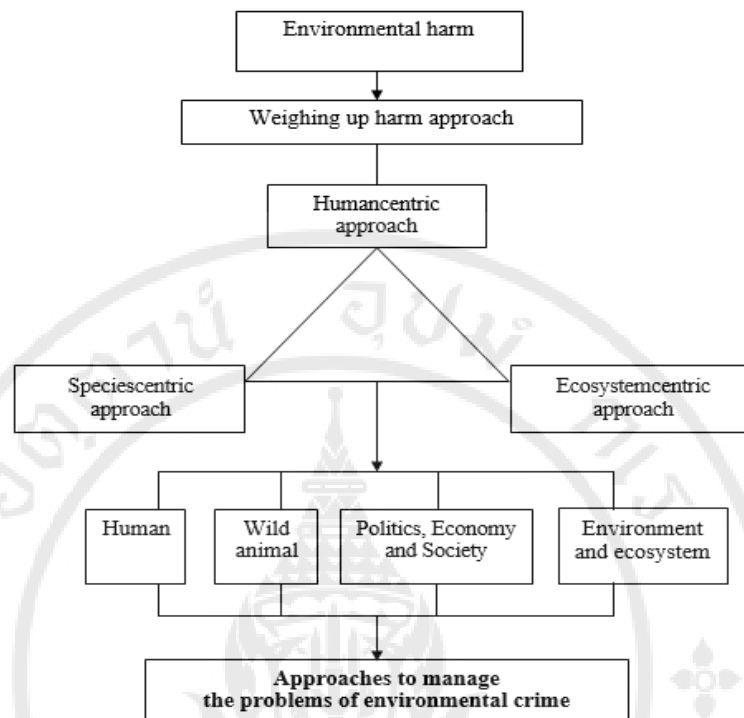 Environmental harm
Weighing up harm approach
Humancentric
approach
Speciescentric
approach
Ecosystemcentric
approach
Human
Wild
animal
Politics, Economy
and Society
Environment
and ecosystem
Approaches to manage
the problems of environmental crime